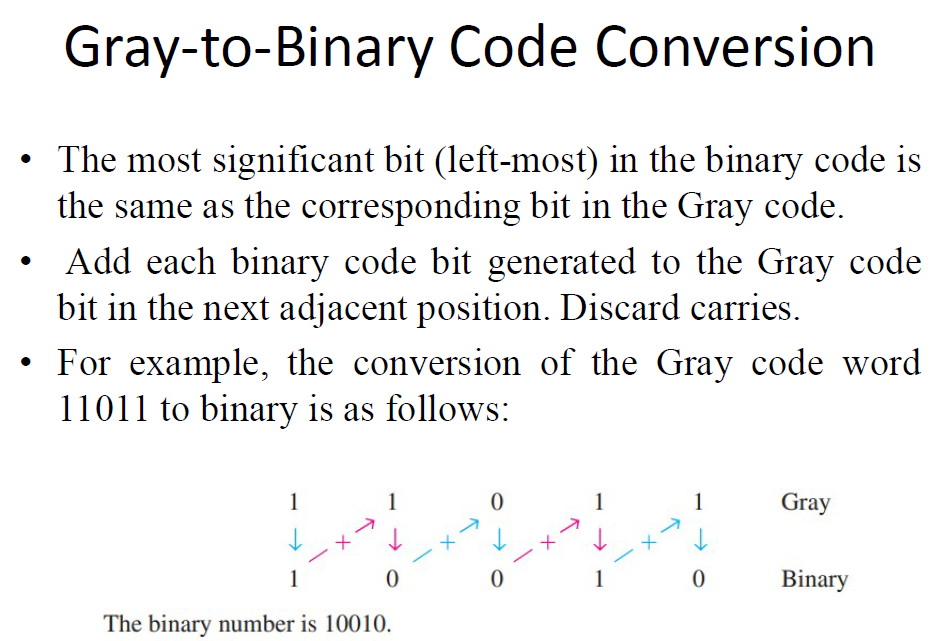 Gray-to-Binary Code Conversion
• The most significant bit (left-most) in the binary code is
the same as the corresponding bit in the Gray code.
• Add each binary code bit generated to the Gray code
bit in the next adjacent position. Discard carries.
• For example, the conversion of the Gray code word
11011 to binary is as follows:
1 1 0 1 1 Gray
+ + + +
1 0 0 1 0 Binary
The binary number is 10010.